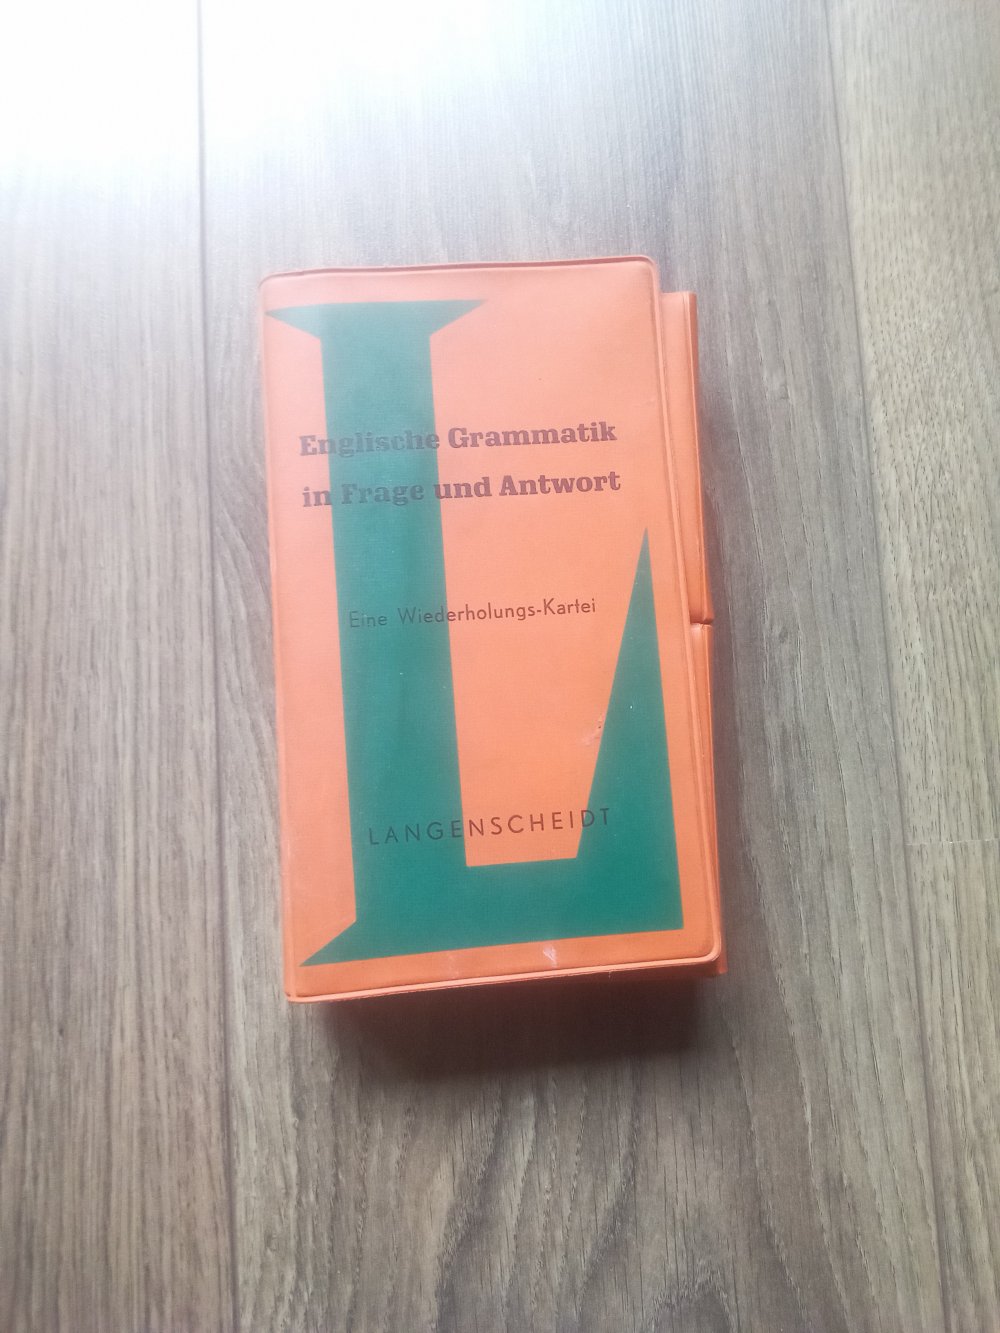 Englische Grammatik
in Frage und Antwort
Eine Wiederholungs-Kartei
LANGENSCHEIDT
L